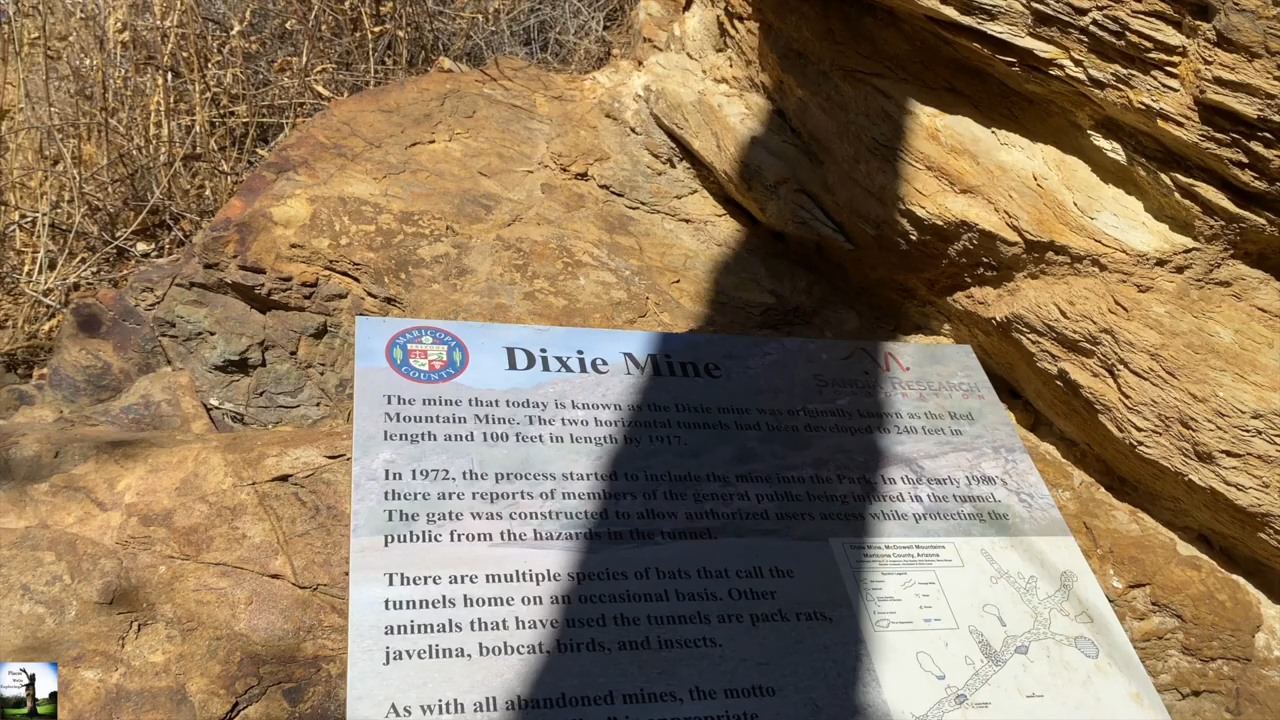 MARICOPA
ARIZONA
COUNTY
Dixie Mine
SANDIA RESEARCH
FOUNDATION
The mine that today is known as the Dixie mine was originally known as the Red
Mountain Mine. The two horizontal tunnels had been developed to 240 feet in
length and 100 feet in length by 1917.
In 1972, the process started to include the mine into the Park. In the early 1980's
there are reports of members of the general public being injured in the tunnel.
The gate was constructed to allow authorized users access while protecting the
public from the hazards in the tunnel.
There are multiple species of bats that call the
tunnels home on an occasional basis. Other
animals that have used the tunnels are pack rats,
javelina, bobcat, birds, and insects.
As with all abandoned mines, the motto
is appropriate
Dixie Mine, McDowell Mountains
Maricopa County, Arizona
Places